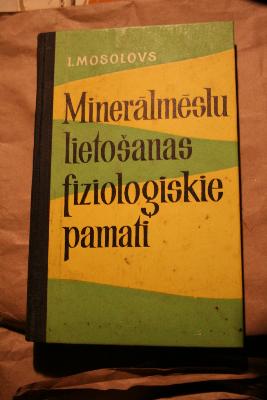 I. MOSOLOVS
Minerālmēslu
lietošanas
fizioloģiskie
pamati